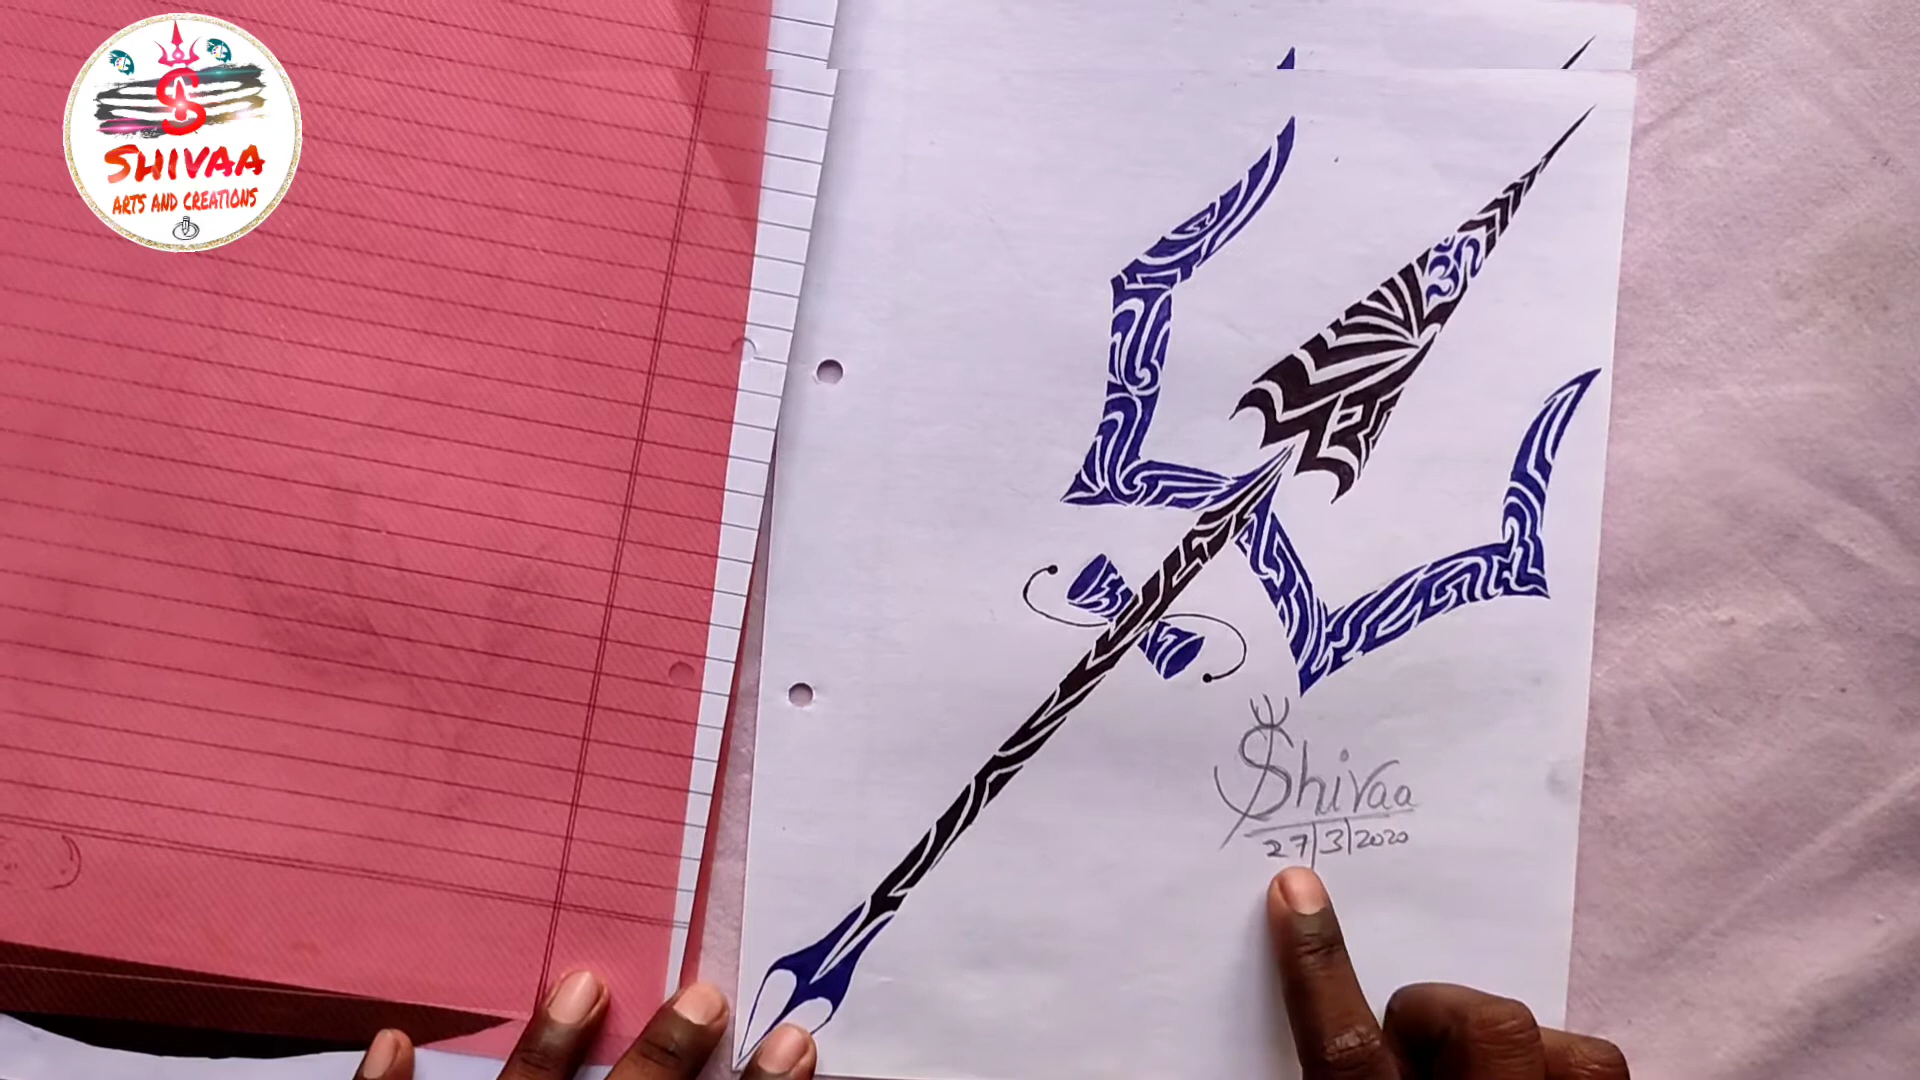 SHIVAA
ARTS AND CREATIONS
ॐ
Shivaa
27/3/2020